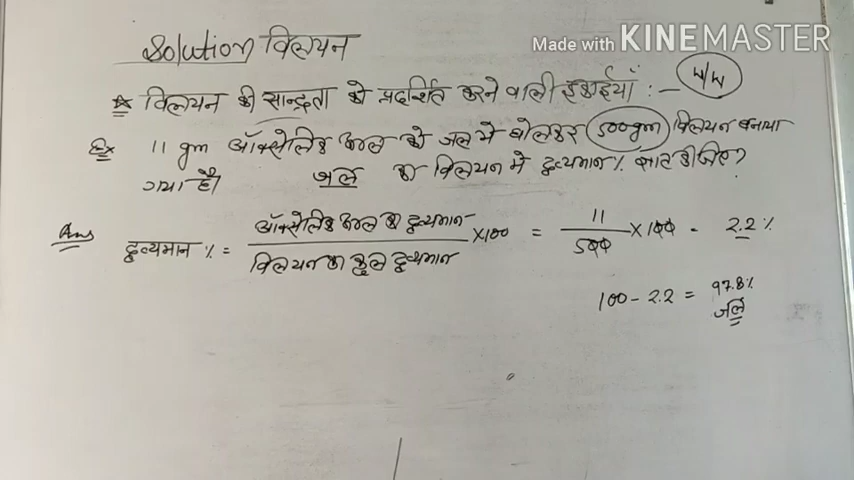 Made with KINEMASTER
Solution विलयन
* विलयन की सान्द्रता को प्रदर्शित करने वाली इकाईयाँ :- W/W
Ex 11 gm ऑक्सेलिक अम्ल को जल में घोलकर 500gm विलयन बनाया
गया है। जल का विलयन में द्रव्यमान % ज्ञात कीजिए?
Ans द्रव्यमान % = ऑक्सेलिक अम्ल का द्रव्यमान / विलयन का कुल द्रव्यमान ×100 = 11 / 500 ×100 = 2.2%
100 - 2.2 = 97.8%
जल